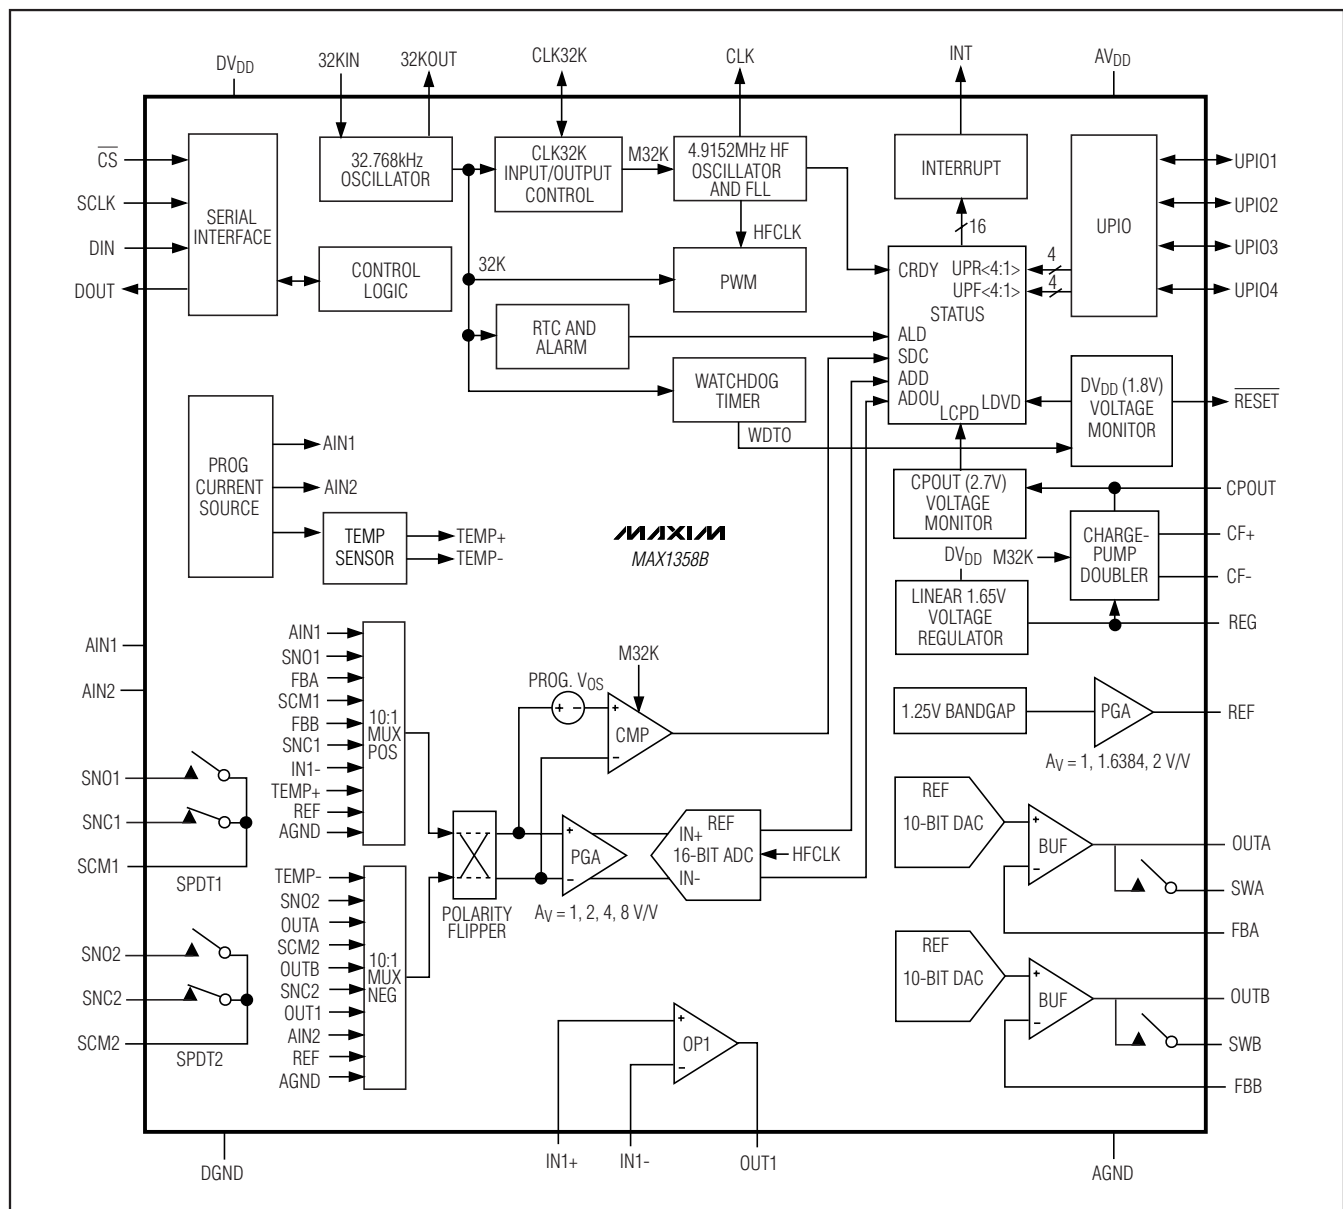 DVDD
32KIN
32KOUT
CLK32K
CLK
INT
AVDD
CS
SCLK
DIN
DOUT
SERIAL
INTERFACE
32.768kHz
OSCILLATOR
CLK32K
INPUT/OUTPUT
CONTROL
M32K
4.9152MHz HF
OSCILLATOR
AND FLL
INTERRUPT
UPIO
UPIO1
UPIO2
UPIO3
UPIO4
CONTROL
LOGIC
32K
HFCLK
PWM
16
CRDY
UPR<4:1>
UPF<4:1>
4
4
STATUS
ALD
SDC
ADD
ADOU
LCPD
LDVD
RTC AND
ALARM
WATCHDOG
TIMER
WDTO
DVDD (1.8V)
VOLTAGE
MONITOR
RESET
PROG
CURRENT
SOURCE
AIN1
AIN2
TEMP
SENSOR
TEMP+
TEMP-
MAXIM
MAX1358B
CPOUT (2.7V)
VOLTAGE
MONITOR
CPOUT
CHARGE-
PUMP
DOUBLER
CF+
CF-
DVDD
M32K
LINEAR 1.65V
VOLTAGE
REGULATOR
REG
AIN1
AIN2
AIN1
SNO1
FBA
SCM1
FBB
SNC1
IN1-
TEMP+
REF
AGND
10:1
MUX
POS
M32K
PROG. VOS
+ -
+
-
CMP
1.25V BANDGAP
PGA
REF
AV = 1, 1.6384, 2 V/V
SNO1
SNC1
SCM1
SPDT1
POLARITY
FLIPPER
+
-
PGA
AV = 1, 2, 4, 8 V/V
IN+
REF
16-BIT ADC
IN-
HFCLK
REF
10-BIT DAC
+
-
BUF
OUTA
SWA
FBA
TEMP-
SNO2
OUTA
SCM2
OUTB
SNC2
OUT1
AIN2
REF
AGND
10:1
MUX
NEG
SNO2
SNC2
SCM2
SPDT2
REF
10-BIT DAC
+
-
BUF
OUTB
SWB
FBB
+
-
OP1
DGND
IN1+
IN1-
OUT1
AGND